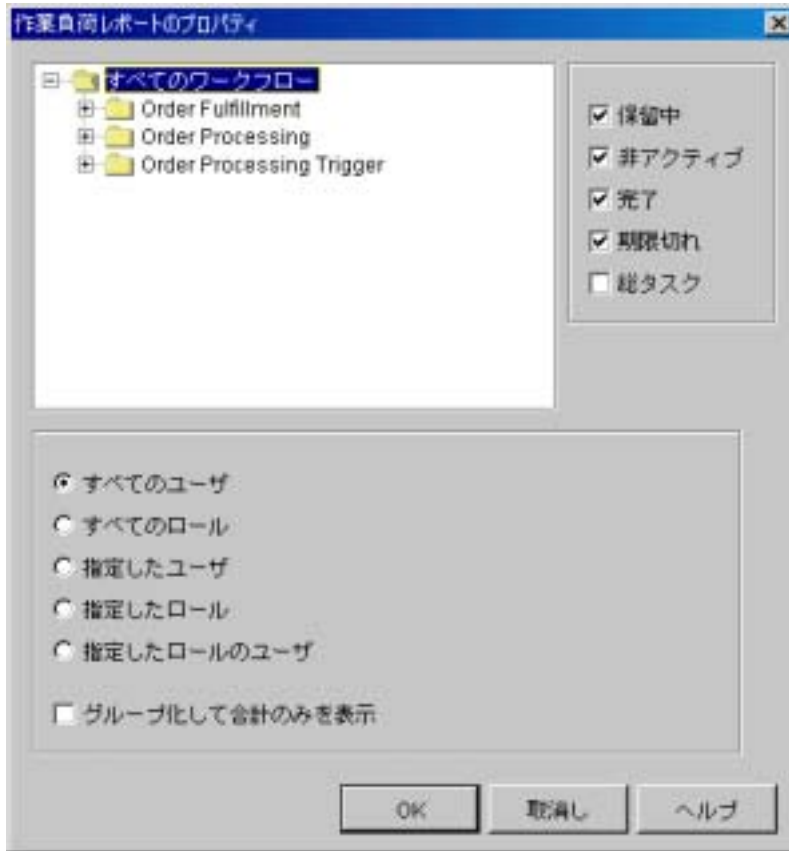 作業負荷レポートのプロパティ
すべてのワークフロー
Order Fulfillment
Order Processing
Order Processing Trigger
保留中
非アクティブ
完了
期限切れ
総タスク
すべてのユーザ
すべてのロール
指定したユーザ
指定したロール
指定したロールのユーザ
グループ化して合計のみを表示
OK
取消し
ヘルプ